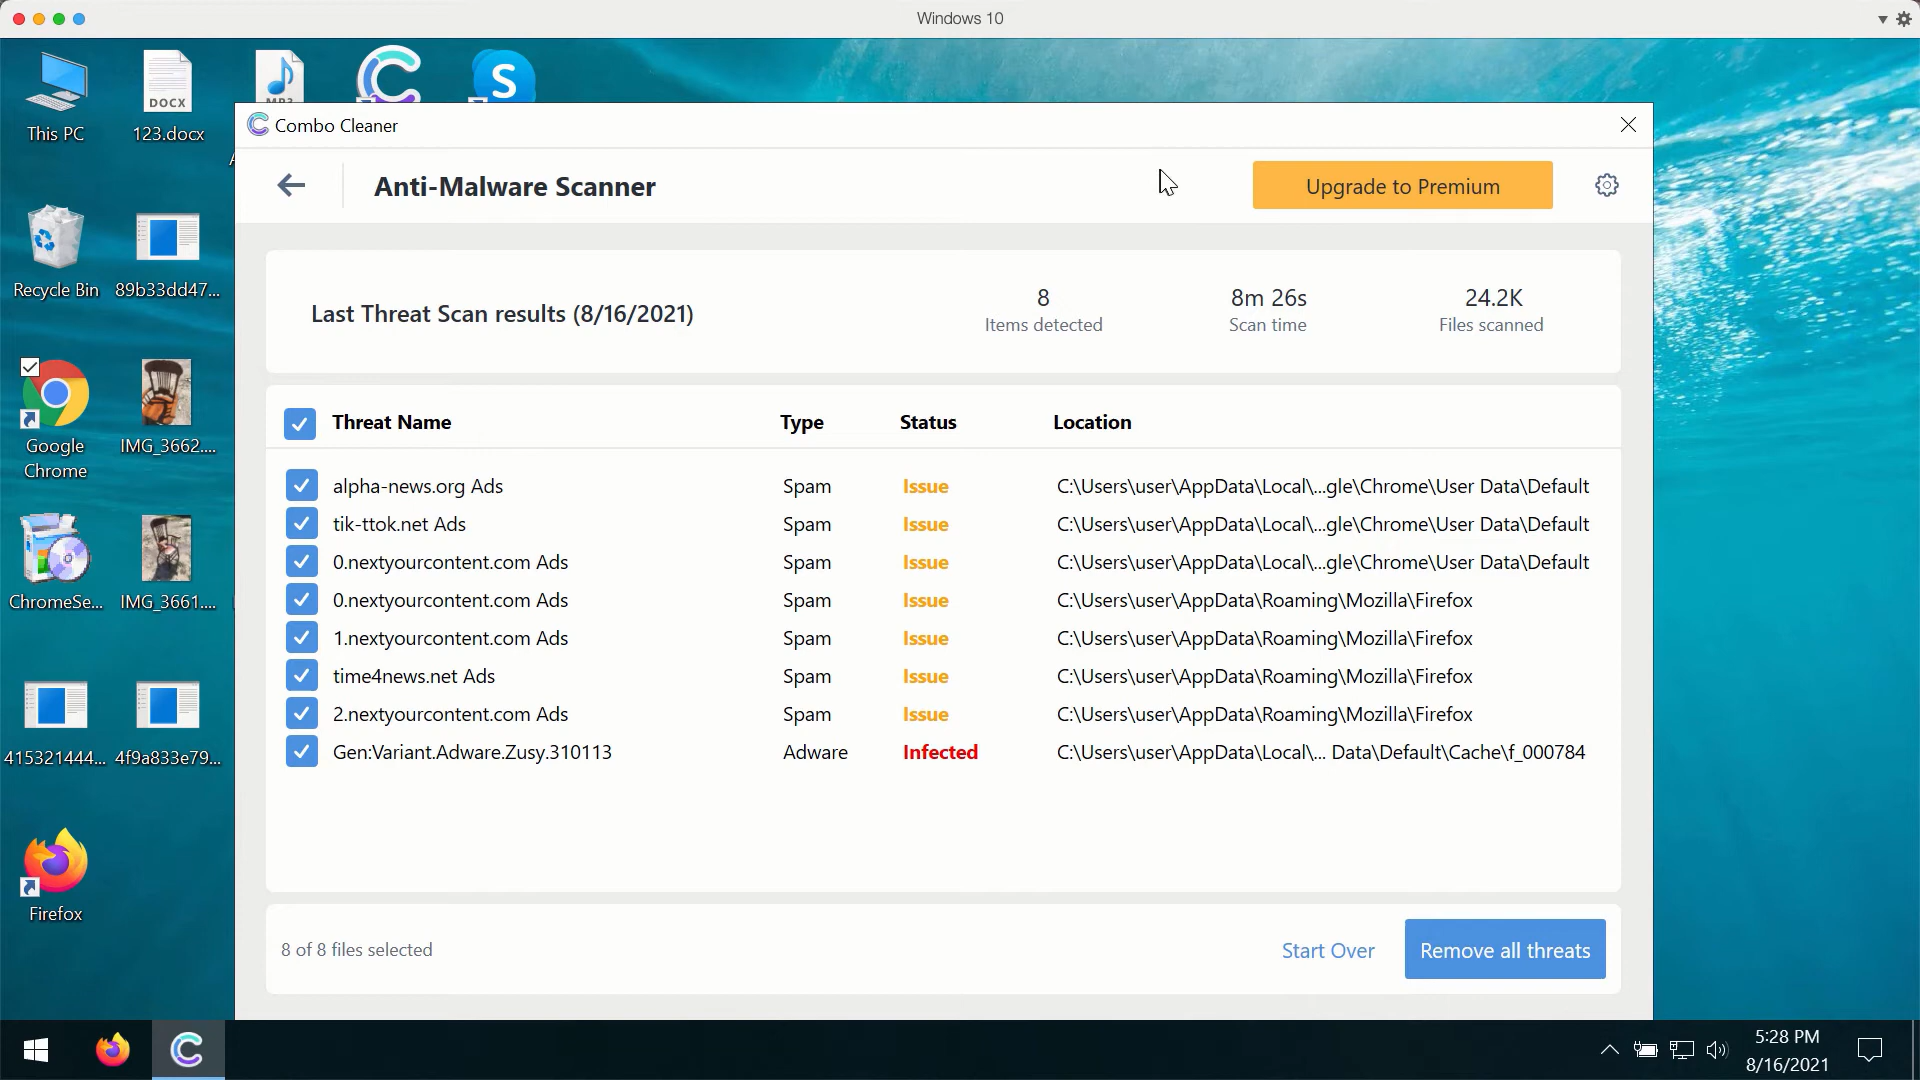 Windows 10
This PC
DOCX
123.docx
MP3
S
Combo Cleaner
Anti-Malware Scanner
Upgrade to Premium
Recycle Bin
89b33dd47...
Last Threat Scan results (8/16/2021)
8
Items detected
8m 26s
Scan time
24.2K
Files scanned
Google
Chrome
IMG_3662....
Threat Name Type Status Location
alpha-news.org Ads Spam Issue C:\Users\user\AppData\Local\...gle\Chrome\User Data\Default
tik-ttok.net Ads Spam Issue C:\Users\user\AppData\Local\...gle\Chrome\User Data\Default
0.nextyourcontent.com Ads Spam Issue C:\Users\user\AppData\Local\...gle\Chrome\User Data\Default
0.nextyourcontent.com Ads Spam Issue C:\Users\user\AppData\Roaming\Mozilla\Firefox
1.nextyourcontent.com Ads Spam Issue C:\Users\user\AppData\Roaming\Mozilla\Firefox
time4news.net Ads Spam Issue C:\Users\user\AppData\Roaming\Mozilla\Firefox
2.nextyourcontent.com Ads Spam Issue C:\Users\user\AppData\Roaming\Mozilla\Firefox
Gen:Variant.Adware.Zusy.310113 Adware Infected C:\Users\user\AppData\Local\... Data\Default\Cache\f_000784
ChromeSe...
IMG_3661....
415321444...
4f9a833e79...
Firefox
8 of 8 files selected
Start Over
Remove all threats
5:28 PM
8/16/2021